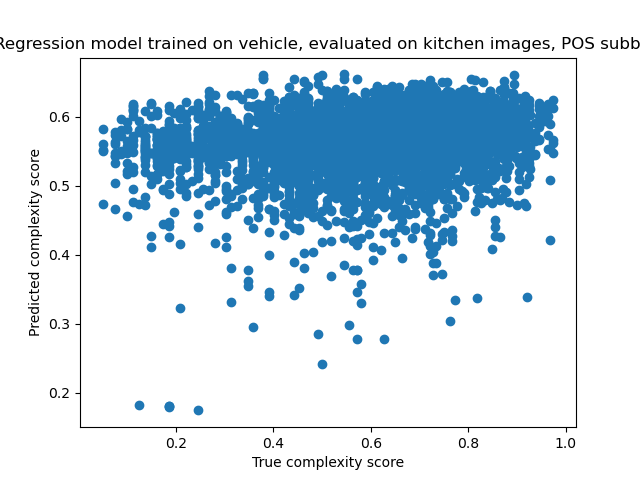 Regression model trained on vehicle, evaluated on kitchen images, POS subb
Predicted complexity score
0.6
0.5
0.4
0.3
0.2
0.2 0.4 0.6 0.8 1.0
True complexity score